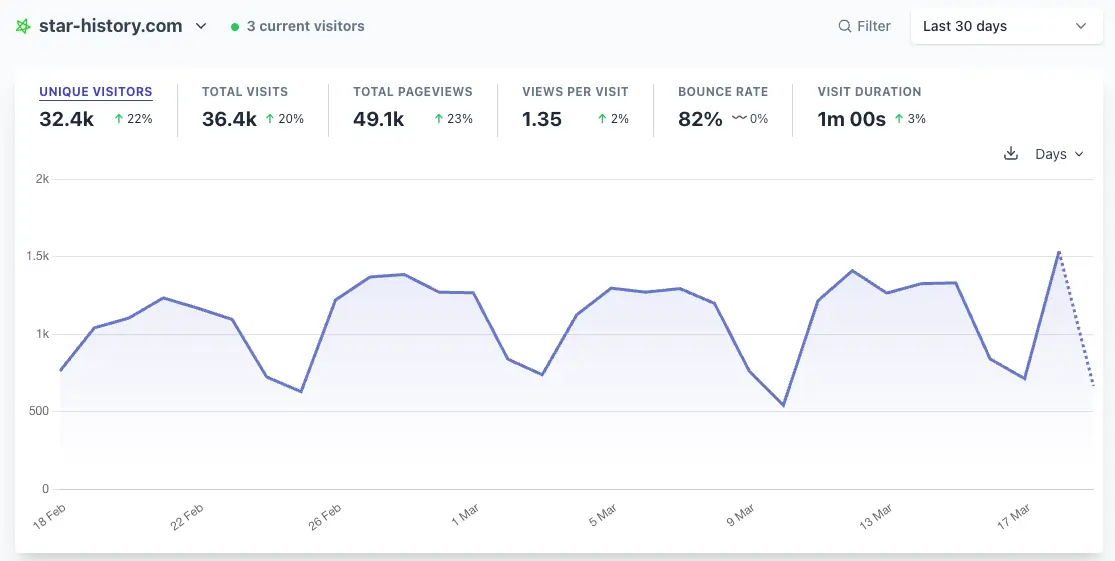 star-history.com 3 current visitors Filter Last 30 days
UNIQUE VISITORS TOTAL VISITS TOTAL PAGEVIEWS VIEWS PER VISIT BOUNCE RATE VISIT DURATION
32.4k ↑ 22% 36.4k ↑ 20% 49.1k ↑ 23% 1.35 ↑ 2% 82% 0% 1m 00s ↑ 3%
Days
2k
1.5k
1k
500
0
18 Feb 22 Feb 26 Feb 1 Mar 5 Mar 9 Mar 13 Mar 17 Mar